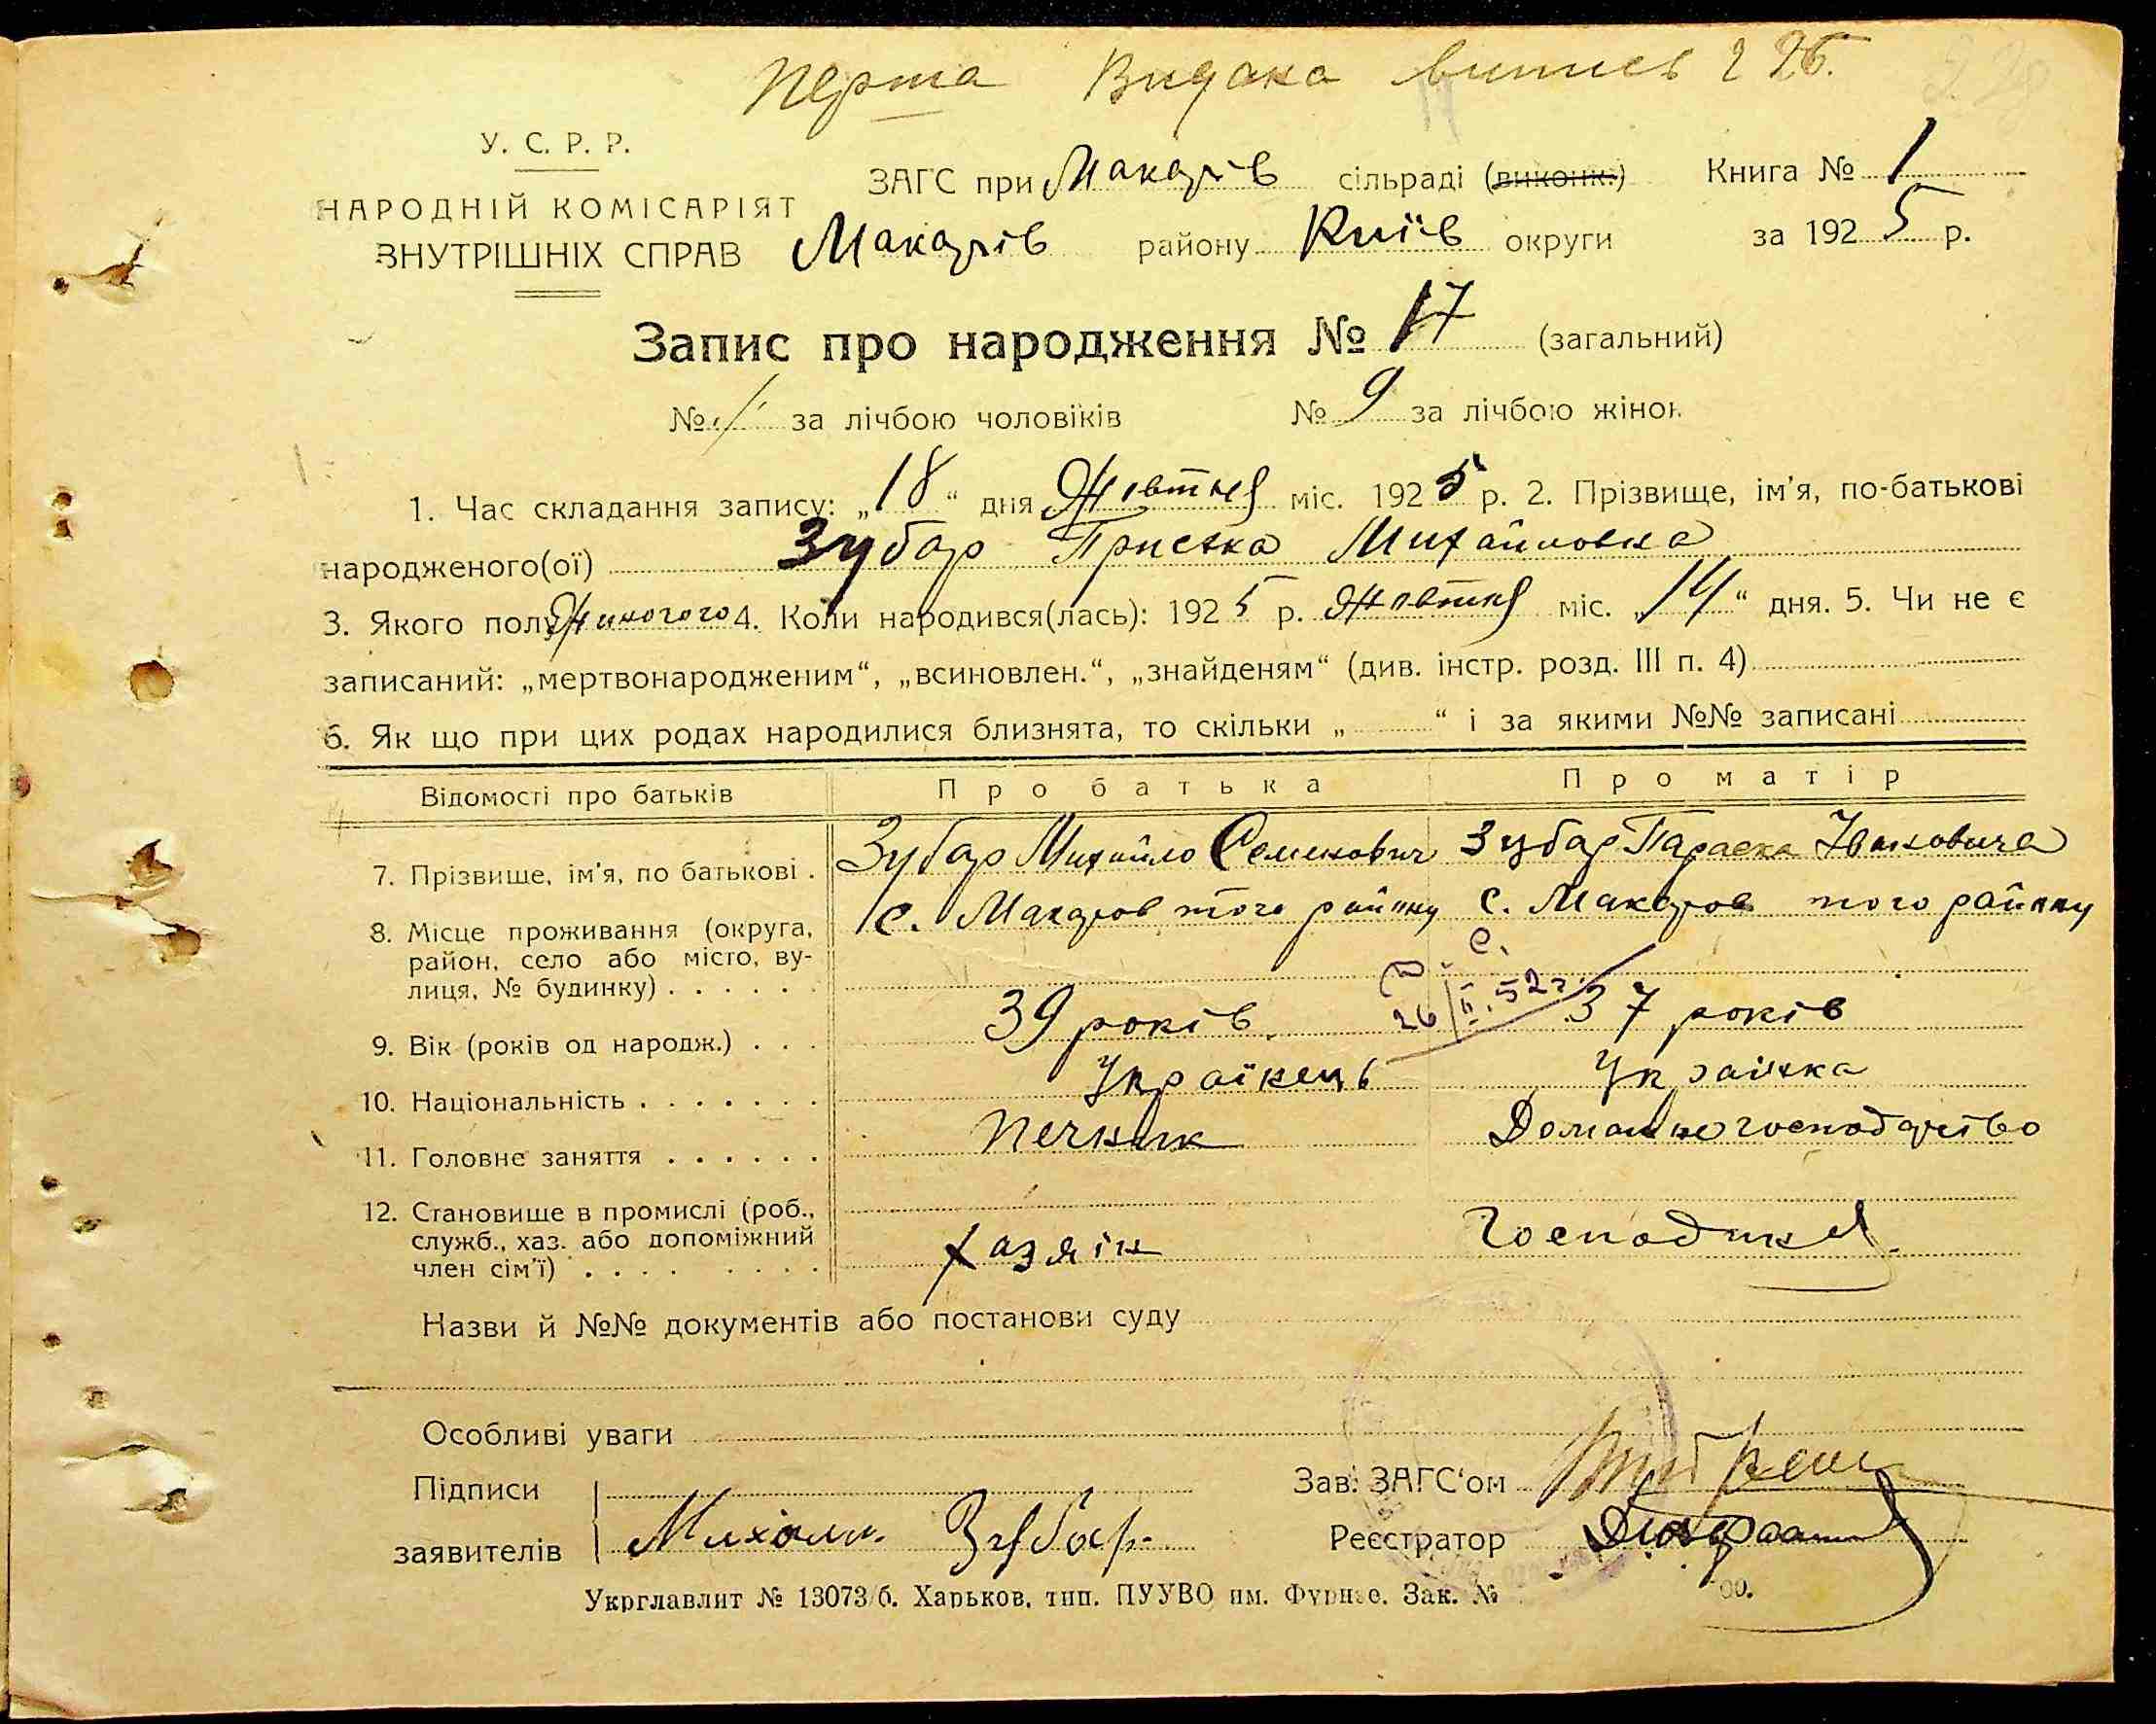 Перша Видана випись
У. С. Р. Р.
НАРОДНІЙ КОМІСАРІЯТ
ВНУТРІШНІХ СПРАВ
ЗАГС при Макарів сільраді (виконк.) Книга № 1
Макарів району Київ округи за 1925 р.
Запис про народження № 17 (загальний)
№ / за лічбою чоловіків № 9 за лічбою жінок
1. Час складання запису: „18“ дня Жовтня міс. 1925 р. 2. Прізвище, ім'я, по-батькові
народженого(ої) Зубар Приська Михайловна
3. Якого полу Жиночого 4. Коли народився(лась): 1925 р. Жовтня міс. „14“ дня. 5. Чи не є
записаний: „мертвонародженим“, „всиновлен.“, „знайденям“ (див. інстр. розд. III п. 4)
6. Як що при цих родах народилися близнята, то скільки „ “ і за якими №№ записані
Відомості про батьків Про батька Про матір
7. Прізвище, ім'я, по батькові . Зубар Михайло Семенович Зубар Параска Івановича
8. Місце проживання (округа, район, село або місто, вулиця, № будинку) . . . . . . с. Макаров того району с. Макаров того району
26/II.52г.
9. Вік (років од народж.) . . . 39 років 37 років
10. Національність . . . . . . . Українець Українка
11. Головне заняття . . . . . . Печник Домашне господарство
12. Становище в промислі (роб., служб., хаз. або допоміжний член сім'ї) . . . . Хазяін Господиня
Назви й №№ документів або постанови суду
Особливі уваги
Підписи
заявителів Зубар
Зав. ЗАГС'ом
Реєстратор
Укрглавлит № 13073/б. Харьков, тип. ПУУВО им. Фрунзе. Зак. №